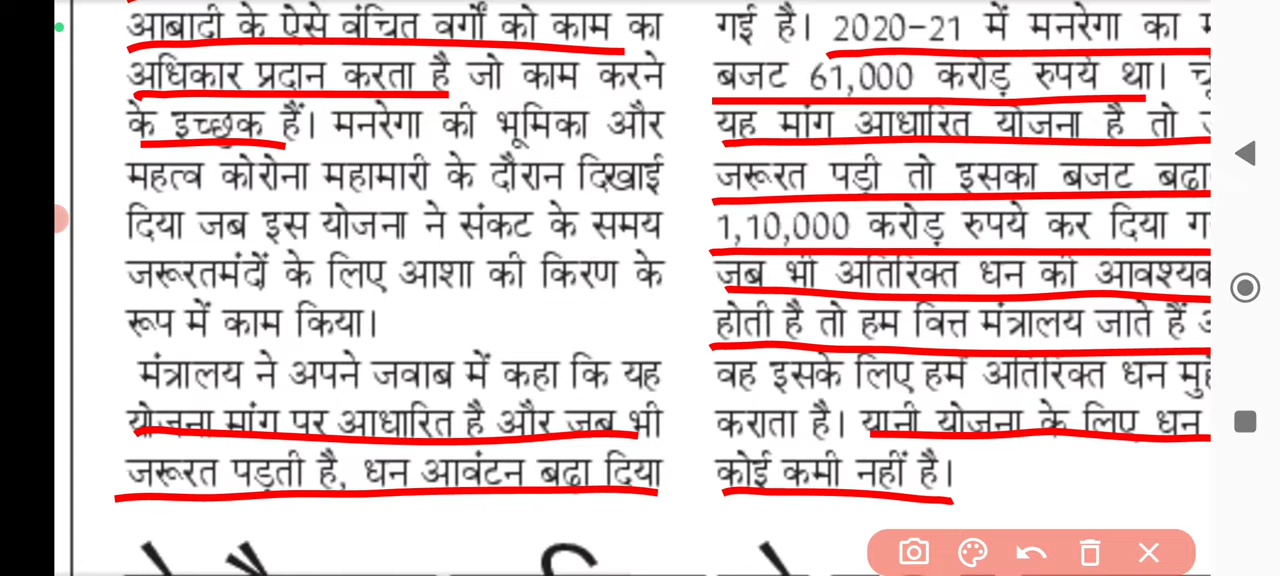 आबादी के ऐसे वंचित वर्गों को काम का
अधिकार प्रदान करता है जो काम करने
के इच्छुक हैं। मनरेगा की भूमिका और
महत्व कोरोना महामारी के दौरान दिखाई
दिया जब इस योजना ने संकट के समय
जरूरतमंदों के लिए आशा की किरण के
रूप में काम किया।
मंत्रालय ने अपने जवाब में कहा कि यह
योजना मांग पर आधारित है और जब भी
जरूरत पड़ती है, धन आवंटन बढ़ा दिया
गई है। 2020-21 में मनरेगा का
बजट 61,000 करोड़ रुपये था।
यह मांग आधारित योजना है तो
जरूरत पड़ी तो इसका बजट बढ़ा
1,10,000 करोड़ रुपये कर दिया
जब भी अतिरिक्त धन की
होती है तो हम वित्त मंत्रालय जाते हैं
वह इसके लिए हमें अतिरिक्त धन
कराता है। यानी योजना के लिए धन
कोई कमी नहीं है।